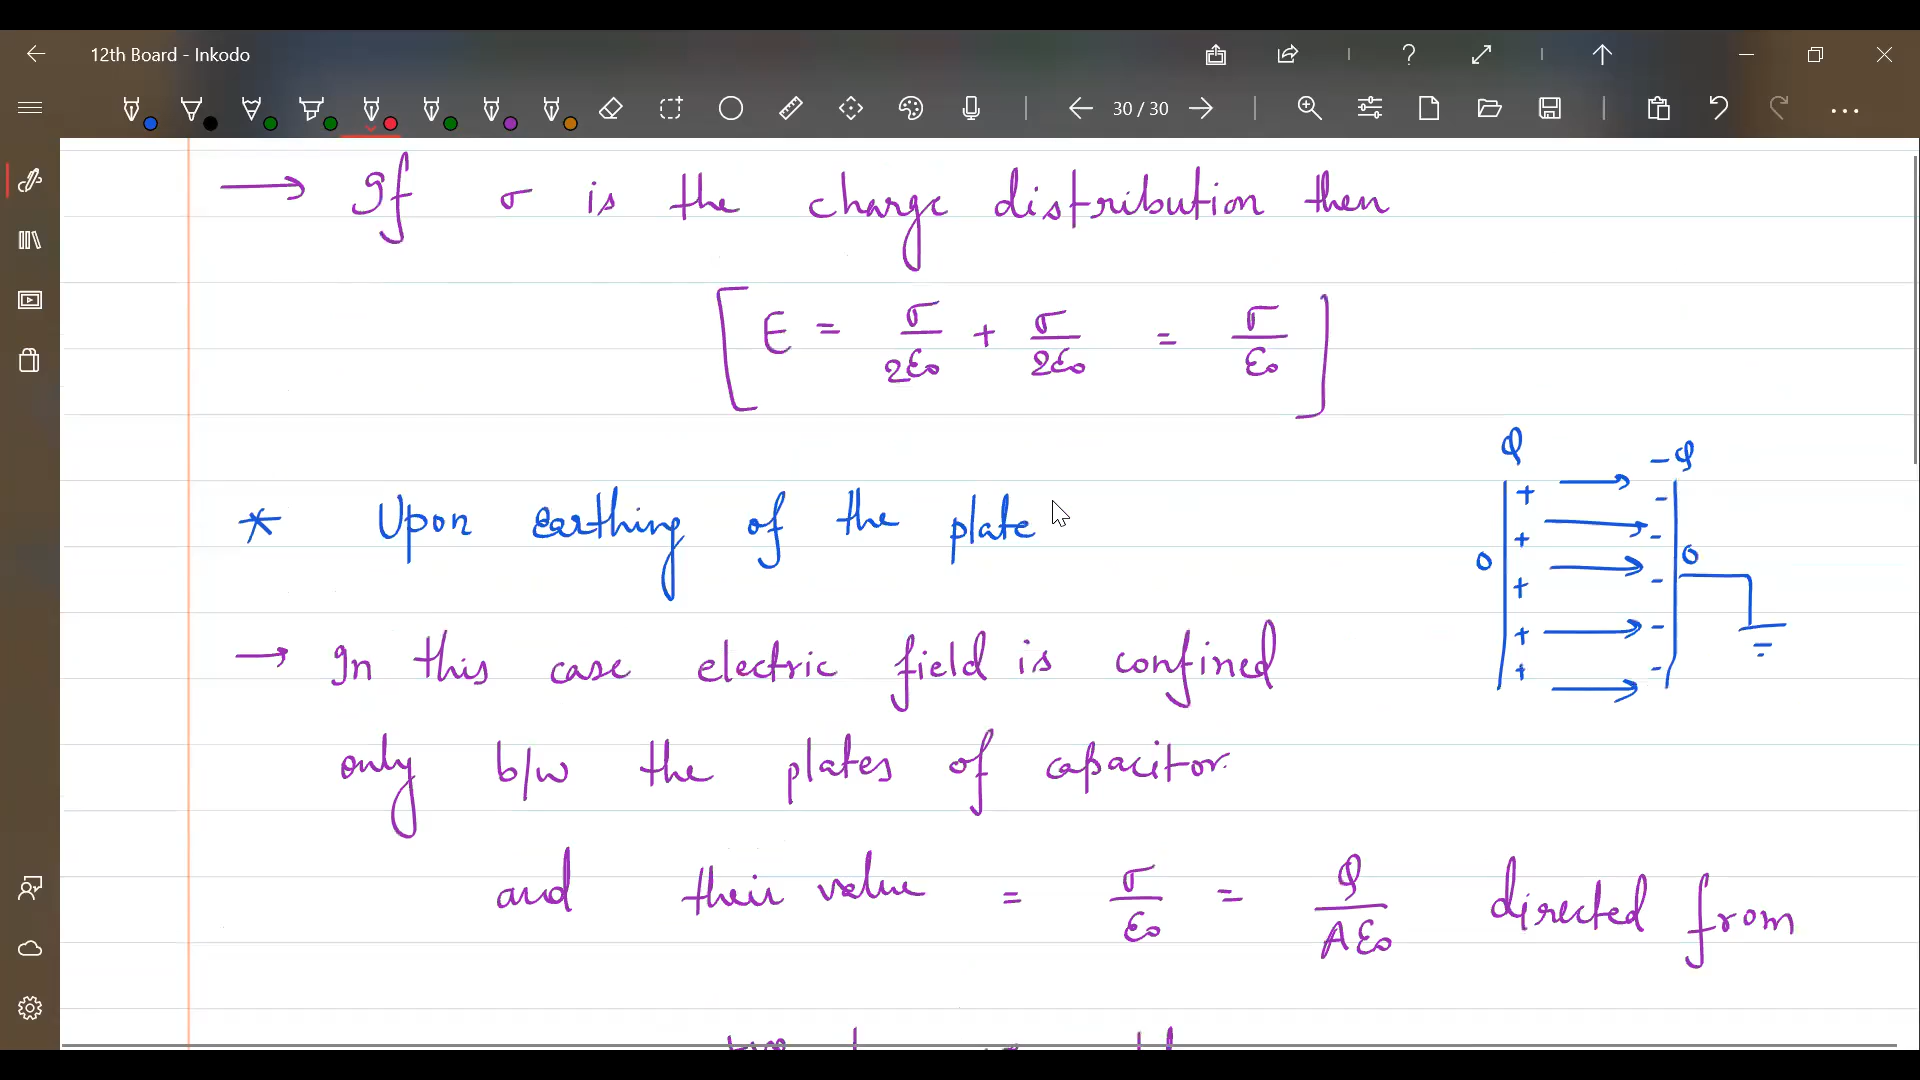 12th Board - Inkodo
30 / 30
→ If σ is the charge distribution then
[ E = σ/2ε₀ + σ/2ε₀ = σ/ε₀ ]
* Upon earthing of the plate
Q -Q
+ -
+ -
0 + - 0
+ -
+ -
→ In this case electric field is confined
only b/w the plates of capacitor.
and their value = σ/ε₀ = Q/Aε₀ directed from